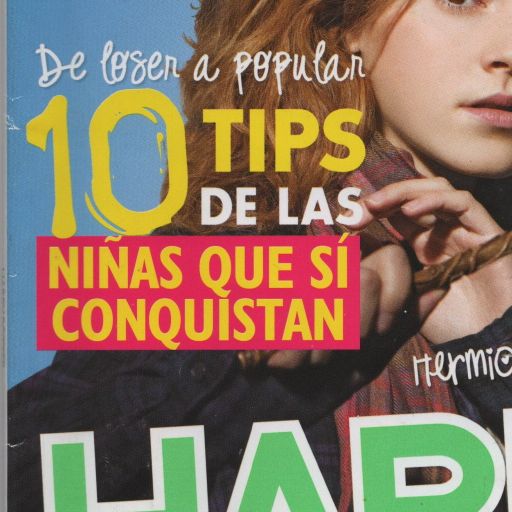 De loser a popular
10 TIPS
DE LAS
NIÑAS QUE SÍ
CONQUISTAN